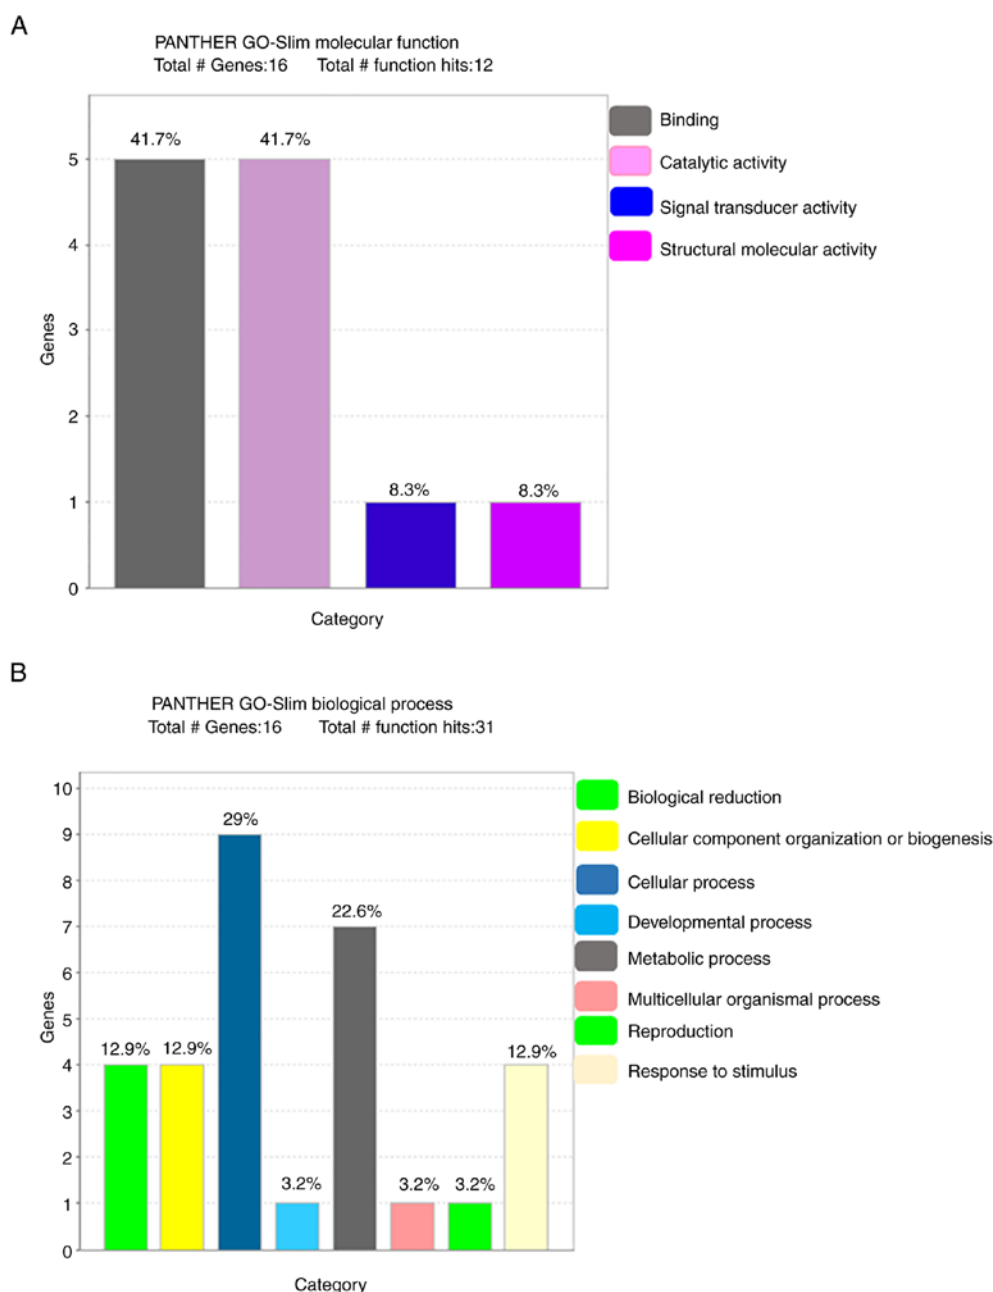 A
PANTHER GO-Slim molecular function
Total # Genes:16 Total # function hits:12
41.7% 41.7%
8.3% 8.3%
5
4
3
2
1
0
Genes
Category
Binding
Catalytic activity
Signal transducer activity
Structural molecular activity
B
PANTHER GO-Slim biological process
Total # Genes:16 Total # function hits:31
10
9
8
7
6
5
4
3
2
1
0
Genes
12.9% 12.9% 29% 3.2% 22.6% 3.2% 3.2% 12.9%
Category
Biological reduction
Cellular component organization or biogenesis
Cellular process
Developmental process
Metabolic process
Multicellular organismal process
Reproduction
Response to stimulus